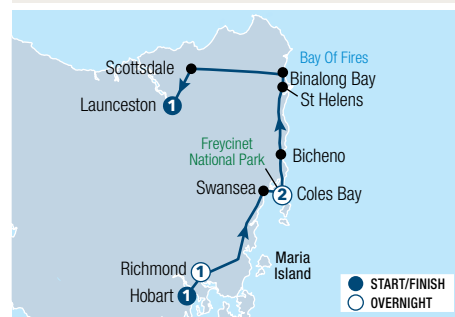 Bay Of Fires
Scottsdale
Binalong Bay
St Helens
Launceston
1
Freycinet
National Park
Bicheno
Swansea
2
Coles Bay
Maria
Island
Richmond
1
Hobart
1
START/FINISH
OVERNIGHT